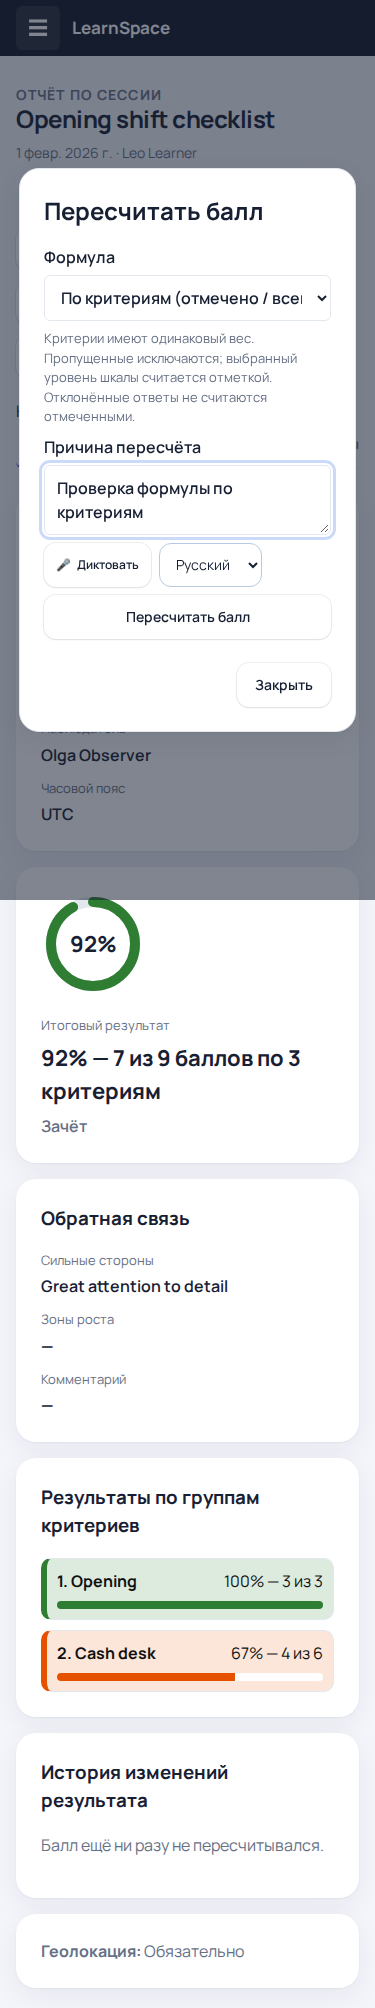 ☰ LearnSpace
ОТЧЁТ ПО СЕССИИ
Opening shift checklist
1 февр. 2026 г. · Leo Learner
Пересчитать балл
Формула
По критериям (отмечено / всег
Критерии имеют одинаковый вес.
Пропущенные исключаются; выбранный
уровень шкалы считается отметкой.
Отклонённые ответы не считаются
отмеченными.
Причина пересчёта
Проверка формулы по
критериям
🎤 Диктовать Русский
Пересчитать балл
Закрыть
Olga Observer
Часовой пояс
UTC
92%
Итоговый результат
92% — 7 из 9 баллов по 3
критериям
Зачёт
Обратная связь
Сильные стороны
Great attention to detail
Зоны роста
—
Комментарий
—
Результаты по группам
критериев
1. Opening 100% — 3 из 3
2. Cash desk 67% — 4 из 6
История изменений
результата
Балл ещё ни разу не пересчитывался.
Геолокация: Обязательно